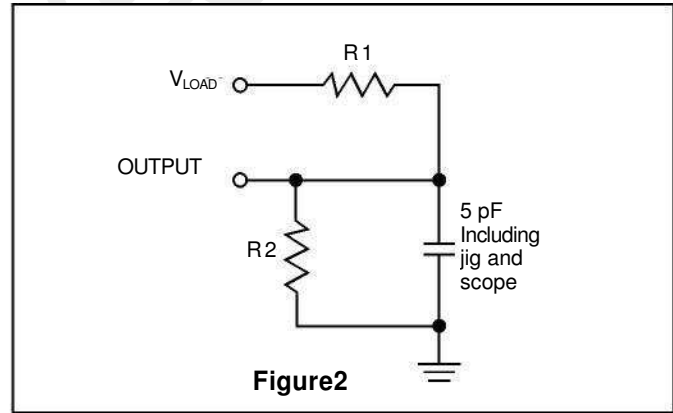 R1
VLOAD
OUTPUT
R2
5 pF
Including
jig and
scope
Figure2